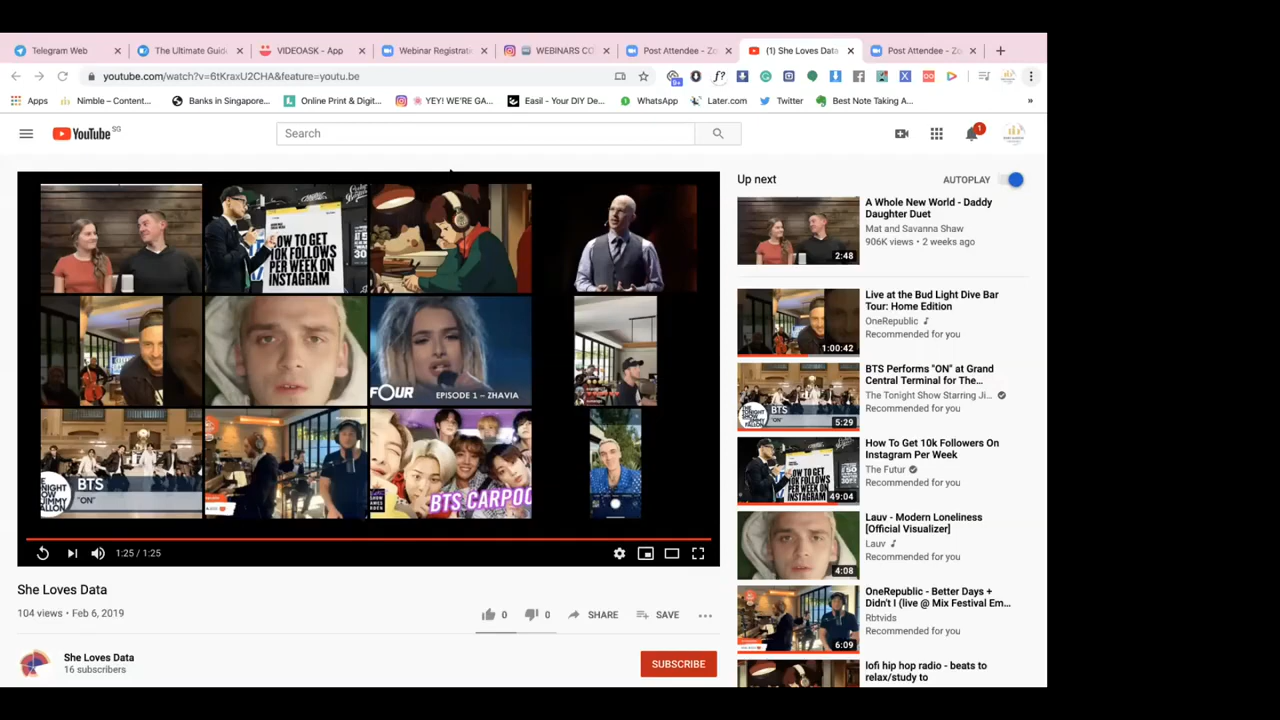 Telegram Web
The Ultimate Guid
VIDEOASK - App
Webinar Registrati
WEBINARS CO
Post Attendee - Zo
(1) She Loves Data
Post Attendee - Zo
youtube.com/watch?v=6tKraxU2CHA&feature=youtu.be
Apps
Nimble – Content...
Banks in Singapore...
Online Print & Digit...
YEY! WE'RE GA...
Easil - Your DIY De...
WhatsApp
Later.com
Twitter
Best Note Taking A...
»
YouTube SG
Search
1
HOW TO GET
10K FOLLOWS
PER WEEK ON
INSTAGRAM
FOUR
EPISODE 1 – ZHAVIA
THE
TONIGHT
SHOW
JIMMY
FALLON
BTS
"ON"
BTS CARPOO
1:25 / 1:25
She Loves Data
104 views • Feb 6, 2019
0
0
SHARE
SAVE
She Loves Data
16 subscribers
SUBSCRIBE
Up next
AUTOPLAY
A Whole New World - Daddy
Daughter Duet
Mat and Savanna Shaw
906K views • 2 weeks ago
2:48
Live at the Bud Light Dive Bar
Tour: Home Edition
OneRepublic
Recommended for you
1:00:42
BTS Performs "ON" at Grand
Central Terminal for The...
The Tonight Show Starring Ji...
Recommended for you
BTS
"ON"
5:29
How To Get 10k Followers On
Instagram Per Week
The Futur
Recommended for you
49:04
Lauv - Modern Loneliness
[Official Visualizer]
Lauv
Recommended for you
4:08
OneRepublic - Better Days +
Didn't I (live @ Mix Festival Em...
Rbtvids
Recommended for you
6:09
lofi hip hop radio - beats to
relax/study to